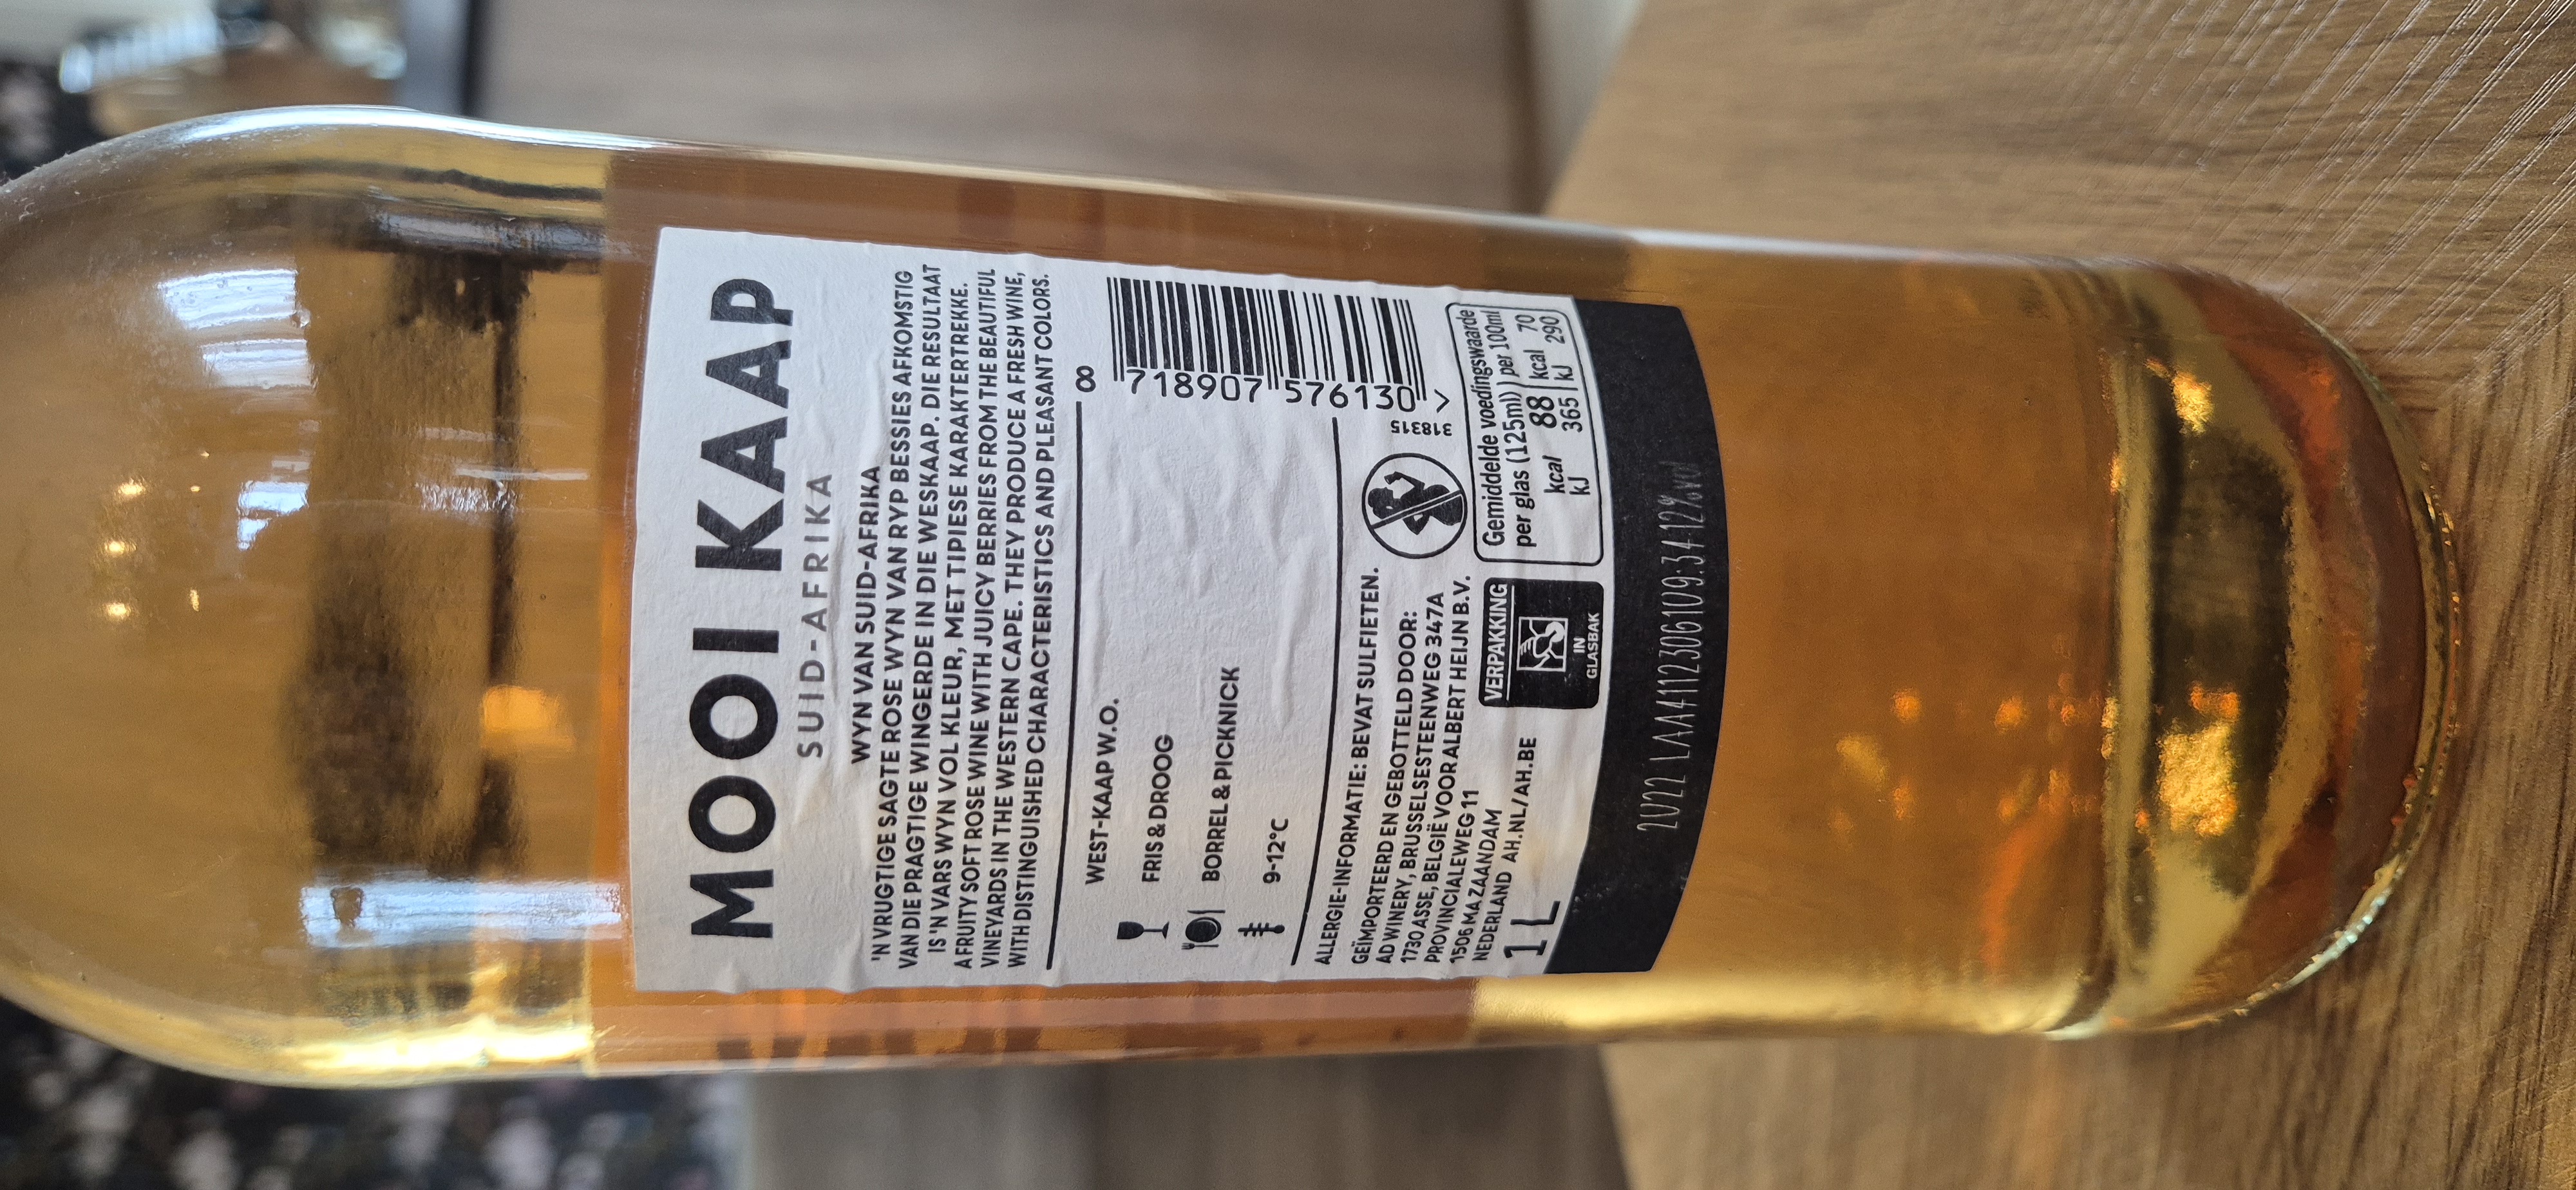 MOOI KAAP
SUID-AFRIKA
WYN VAN SUID-AFRIKA
'N VRUGTIGE SAGTE ROSE WYN VAN RYP BESSIES AFKOMSTIG
VAN DIE PRAGTIGE WINGERDE IN DIE WESKAAP. DIE RESULTAAT
IS 'N VARS WYN VOL KLEUR, MET TIPIESE KARAKTERTREKKE.
A FRUITY SOFT ROSE WINE WITH JUICY BERRIES FROM THE BEAUTIFUL
VINEYARDS IN THE WESTERN CAPE. THEY PRODUCE A FRESH WINE,
WITH DISTINGUISHED CHARACTERISTICS AND PLEASANT COLORS.
WEST-KAAP W.O.
FRIS & DROOG
BORREL & PICKNICK
9-12°C
8 718907 576130 >
318315
ALLERGIE-INFORMATIE: BEVAT SULFIETEN.
GEÏMPORTEERD EN GEBOTTELD DOOR:
AD WINERY, BRUSSELSESTEENWEG 347A
1730 ASSE, BELGIË VOOR ALBERT HEIJN B.V.
PROVINCIALEWEG 11
1506 MA ZAANDAM
NEDERLAND AH.NL/AH.BE
1 L
VERPAKKING
IN
GLASBAK
Gemiddelde voedingswaarde
per glas (125ml) per 100ml
kcal 88 kcal 70
kJ 365 kJ 290
2022 LAA4112306109:34 12%vol